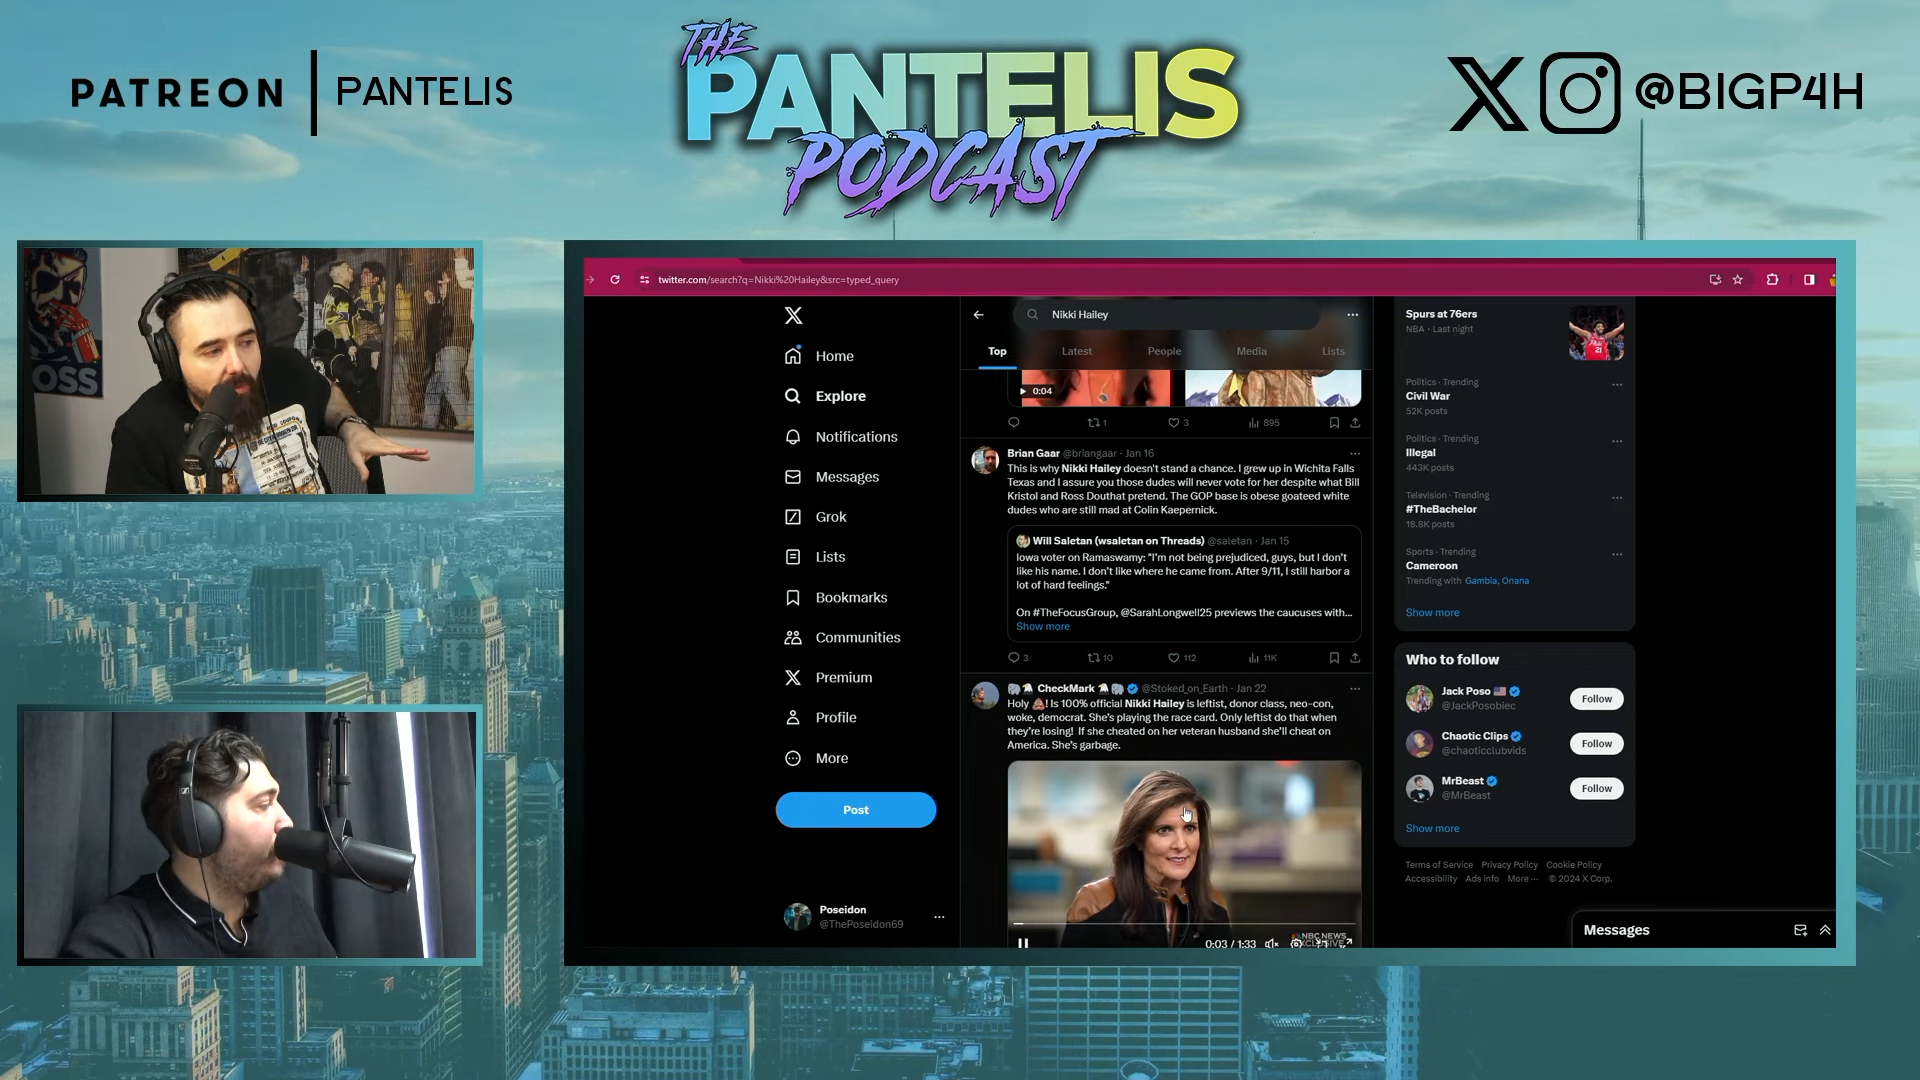 PATREON | PANTELIS
THE
PANTELIS
PODCAST
@BIGP4H
OSS
twitter.com/search?q=Nikki%20Hailey&src=typed_query
Home
Explore
Notifications
Messages
Grok
Lists
Bookmarks
Communities
Premium
Profile
More
Post
Poseidon
@ThePoseidon69
Nikki Hailey
Top
Latest
People
Media
Lists
0:04
1
3
895
Brian Gaar @briangaar · Jan 16
This is why Nikki Hailey doesn't stand a chance. I grew up in Wichita Falls
Texas and I assure you those dudes will never vote for her despite what Bill
Kristol and Ross Douthat pretend. The GOP base is obese goateed white
dudes who are still mad at Colin Kaepernick.
Will Saletan (wsaletan on Threads) @saletan · Jan 15
Iowa voter on Ramaswamy: "I'm not being prejudiced, guys, but I don't
like his name. I don't like where he came from. After 9/11, I still harbor a
lot of hard feelings."
On #TheFocusGroup, @SarahLongwell25 previews the caucuses with...
Show more
3
10
112
11K
CheckMark @Stoked_on_Earth · Jan 22
Holy 💩! Is 100% official Nikki Hailey is leftist, donor class, neo-con,
woke, democrat. She's playing the race card. Only leftist do that when
they're losing! If she cheated on her veteran husband she'll cheat on
America. She's garbage.
0:03 / 1:33
NBC NEWS
EXCLUSIVE
Spurs at 76ers
NBA · Last night
Politics · Trending
Civil War
52K posts
Politics · Trending
Illegal
443K posts
Television · Trending
#TheBachelor
18.8K posts
Sports · Trending
Cameroon
Trending with Gambia, Onana
Show more
Who to follow
Jack Poso
@JackPosobiec
Follow
Chaotic Clips
@chaoticclubvids
Follow
MrBeast
@MrBeast
Follow
Show more
Terms of Service Privacy Policy Cookie Policy
Accessibility Ads info More ··· © 2024 X Corp.
Messages